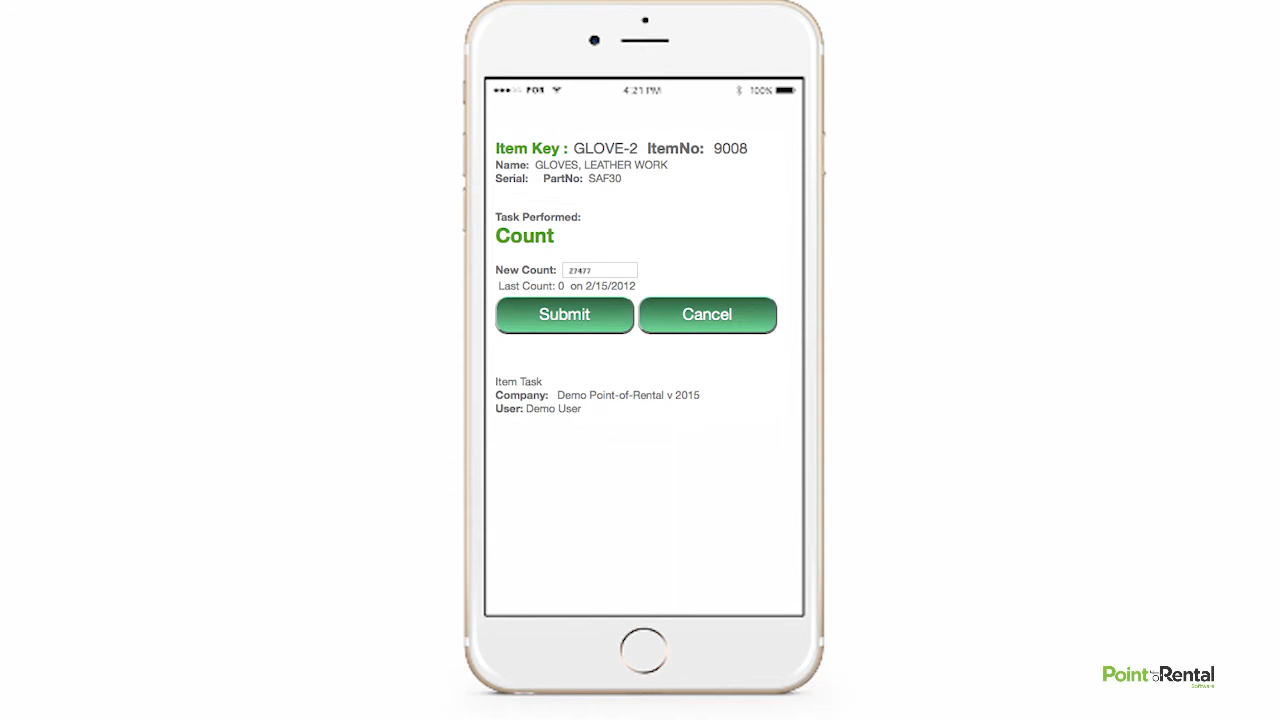 POR 4:21 PM 100%
Item Key : GLOVE-2 ItemNo: 9008
Name: GLOVES, LEATHER WORK
Serial: PartNo: SAF30
Task Performed:
Count
New Count: 27477
Last Count: 0 on 2/15/2012
Submit Cancel
Item Task
Company: Demo Point-of-Rental v 2015
User: Demo User
Point of Rental
Software